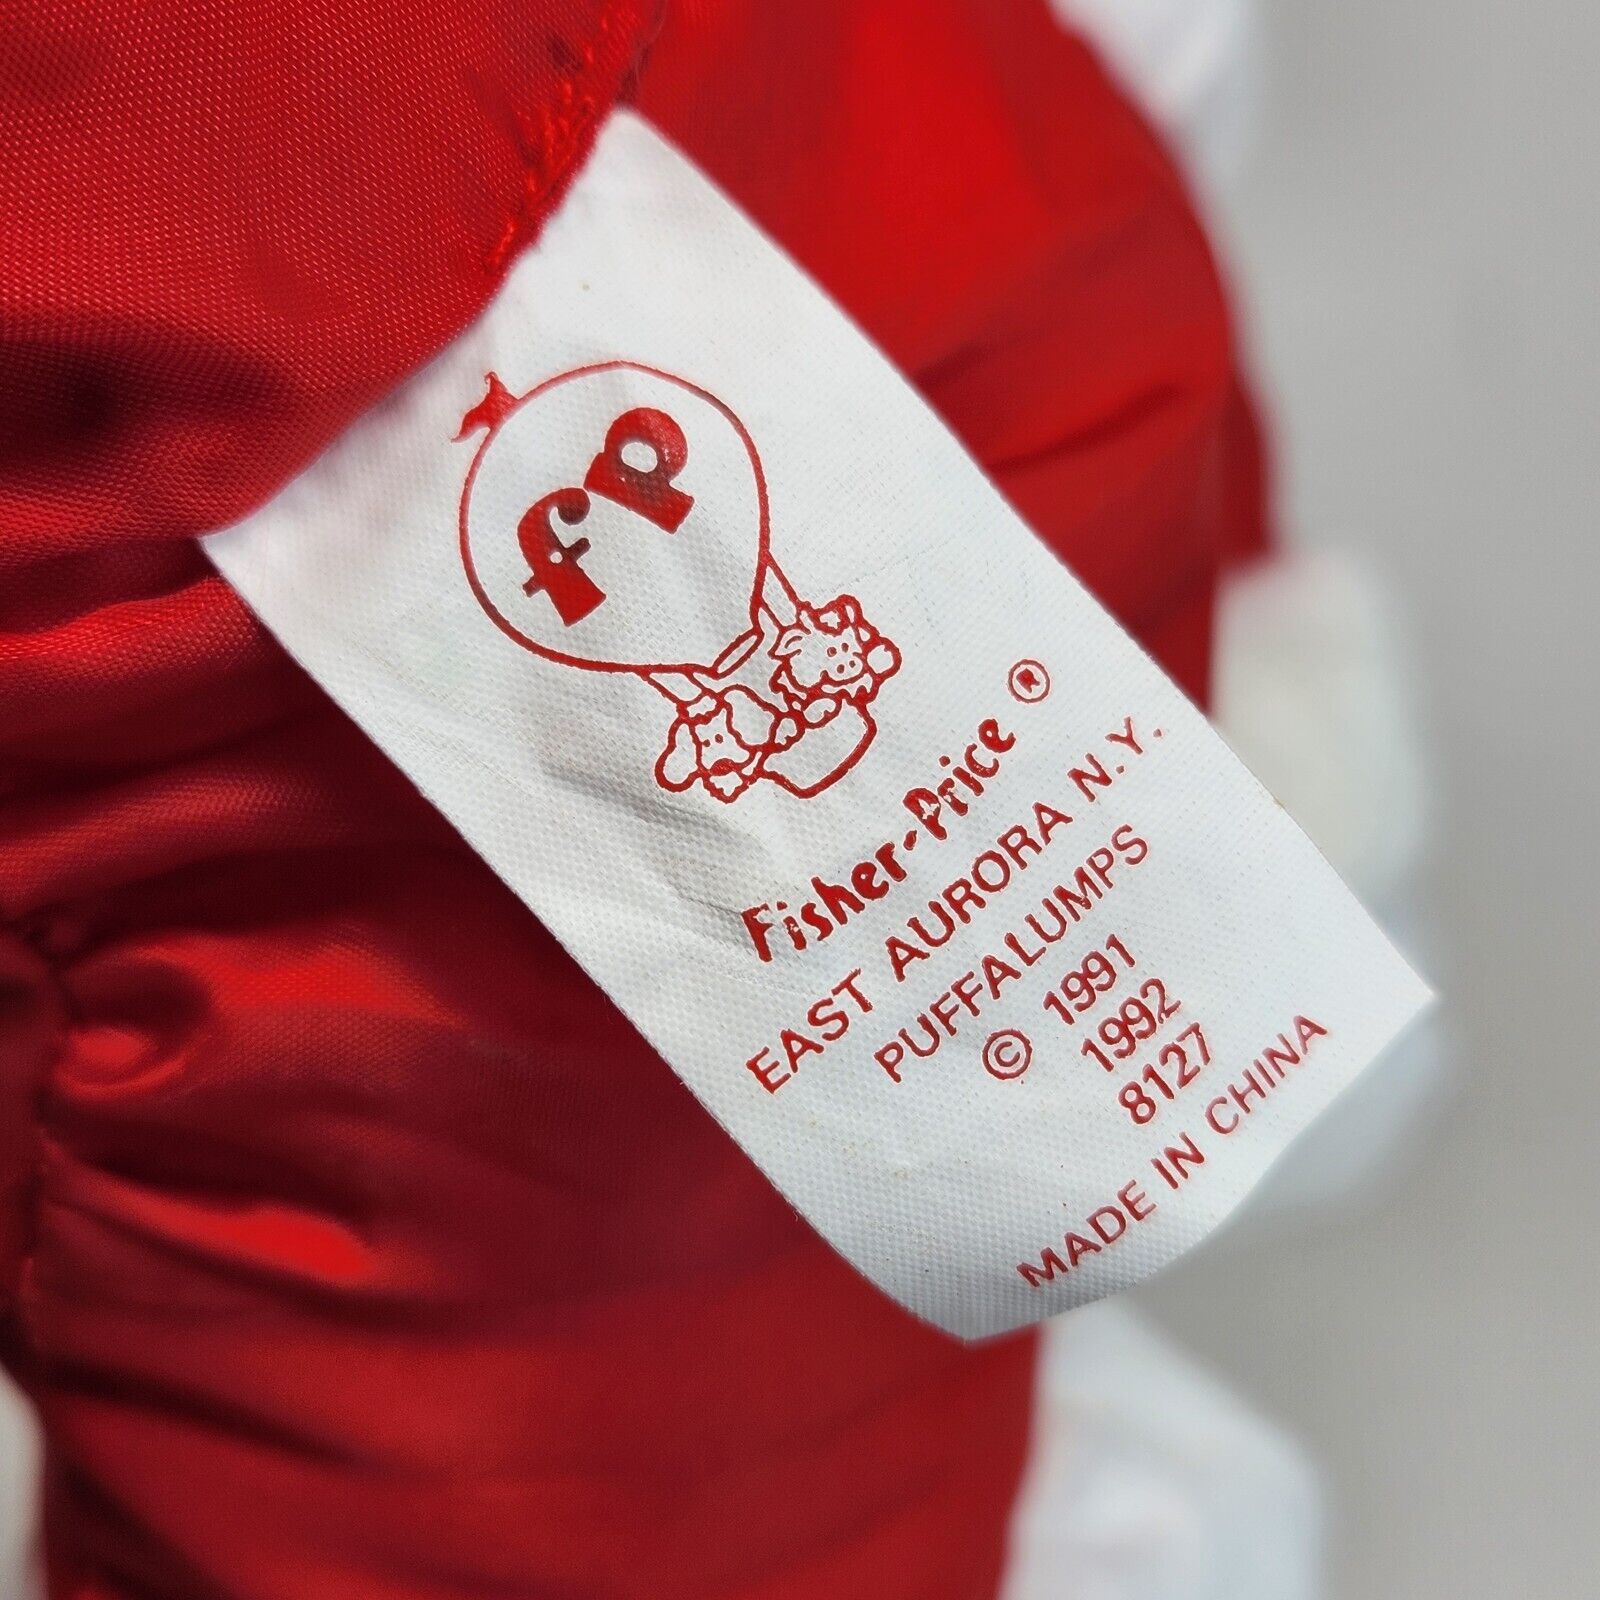 fp
Fisher-Price ®
EAST AURORA N.Y.
PUFFALUMPS
© 1991
1992
8127
MADE IN CHINA